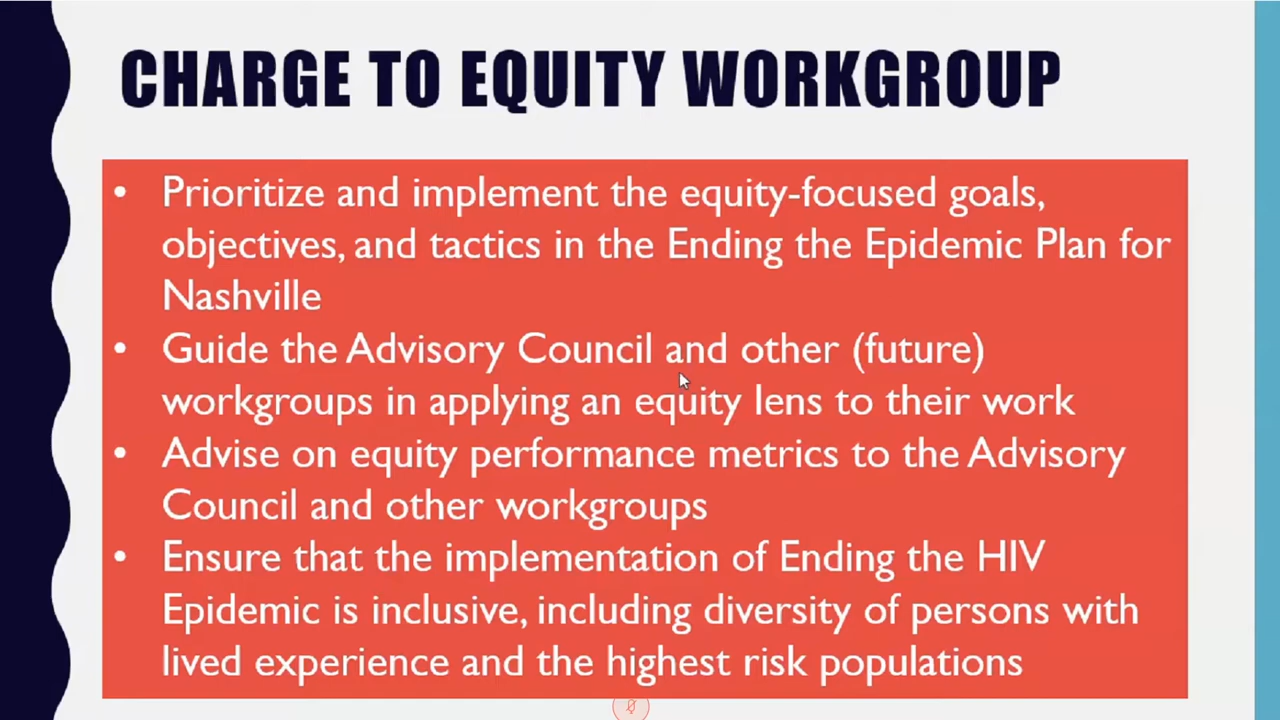 CHARGE TO EQUITY WORKGROUP
• Prioritize and implement the equity-focused goals,
objectives, and tactics in the Ending the Epidemic Plan for
Nashville
• Guide the Advisory Council and other (future)
workgroups in applying an equity lens to their work
• Advise on equity performance metrics to the Advisory
Council and other workgroups
• Ensure that the implementation of Ending the HIV
Epidemic is inclusive, including diversity of persons with
lived experience and the highest risk populations